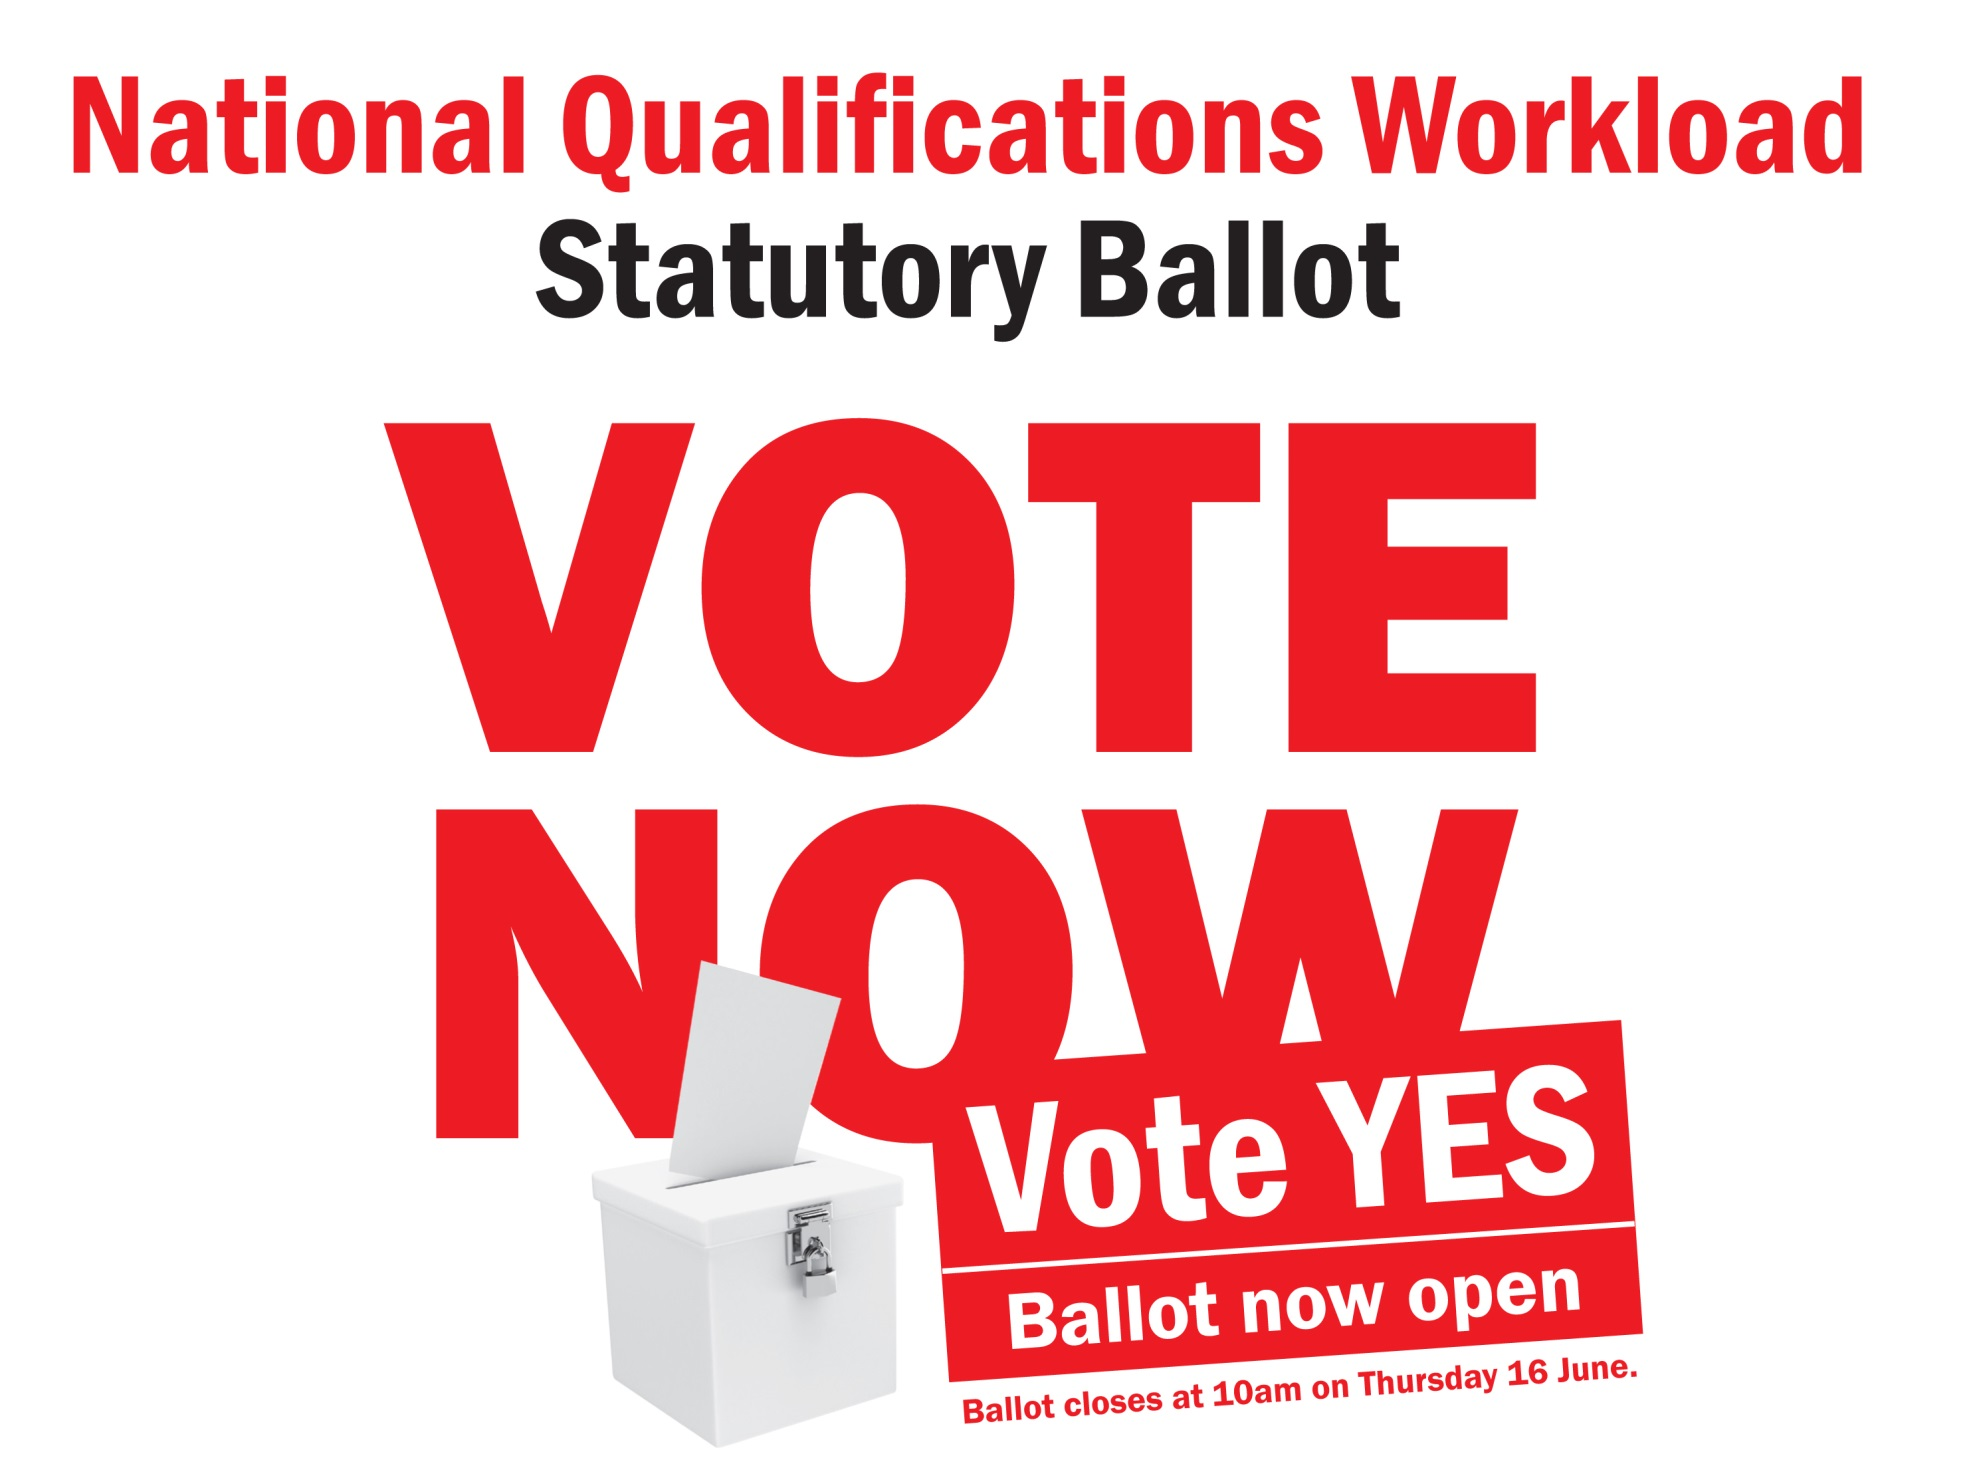 National Qualifications Workload
Statutory Ballot
VOTE
NOW
Vote YES
Ballot now open
Ballot closes at 10am on Thursday 16 June.